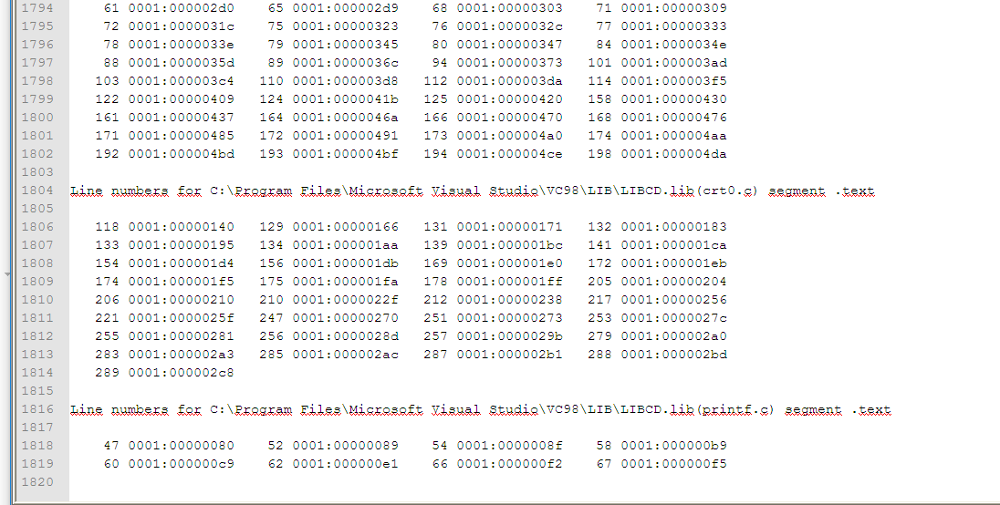 1794 61 0001:000002d0 65 0001:000002d9 68 0001:00000303 71 0001:00000309
1795 72 0001:0000031c 75 0001:00000323 76 0001:0000032c 77 0001:00000333
1796 78 0001:0000033e 79 0001:00000345 80 0001:00000347 84 0001:0000034e
1797 88 0001:0000035d 89 0001:0000036c 94 0001:00000373 101 0001:000003ad
1798 103 0001:000003c4 110 0001:000003d8 112 0001:000003da 114 0001:000003f5
1799 122 0001:00000409 124 0001:0000041b 125 0001:00000420 158 0001:00000430
1800 161 0001:00000437 164 0001:0000046a 166 0001:00000470 168 0001:00000476
1801 171 0001:00000485 172 0001:00000491 173 0001:000004a0 174 0001:000004aa
1802 192 0001:000004bd 193 0001:000004bf 194 0001:000004ce 198 0001:000004da
1803
1804 Line numbers for C:\Program Files\Microsoft Visual Studio\VC98\LIB\LIBCD.lib(crt0.c) segment .text
1805
1806 118 0001:00000140 129 0001:00000166 131 0001:00000171 132 0001:00000183
1807 133 0001:00000195 134 0001:000001aa 139 0001:000001bc 141 0001:000001ca
1808 154 0001:000001d4 156 0001:000001db 169 0001:000001e0 172 0001:000001eb
1809 174 0001:000001f5 175 0001:000001fa 178 0001:000001ff 205 0001:00000204
1810 206 0001:00000210 210 0001:0000022f 212 0001:00000238 217 0001:00000256
1811 221 0001:0000025f 247 0001:00000270 251 0001:00000273 253 0001:0000027c
1812 255 0001:00000281 256 0001:0000028d 257 0001:0000029b 279 0001:000002a0
1813 283 0001:000002a3 285 0001:000002ac 287 0001:000002b1 288 0001:000002bd
1814 289 0001:000002c8
1815
1816 Line numbers for C:\Program Files\Microsoft Visual Studio\VC98\LIB\LIBCD.lib(printf.c) segment .text
1817
1818 47 0001:00000080 52 0001:00000089 54 0001:0000008f 58 0001:000000b9
1819 60 0001:000000c9 62 0001:000000e1 66 0001:000000f2 67 0001:000000f5
1820